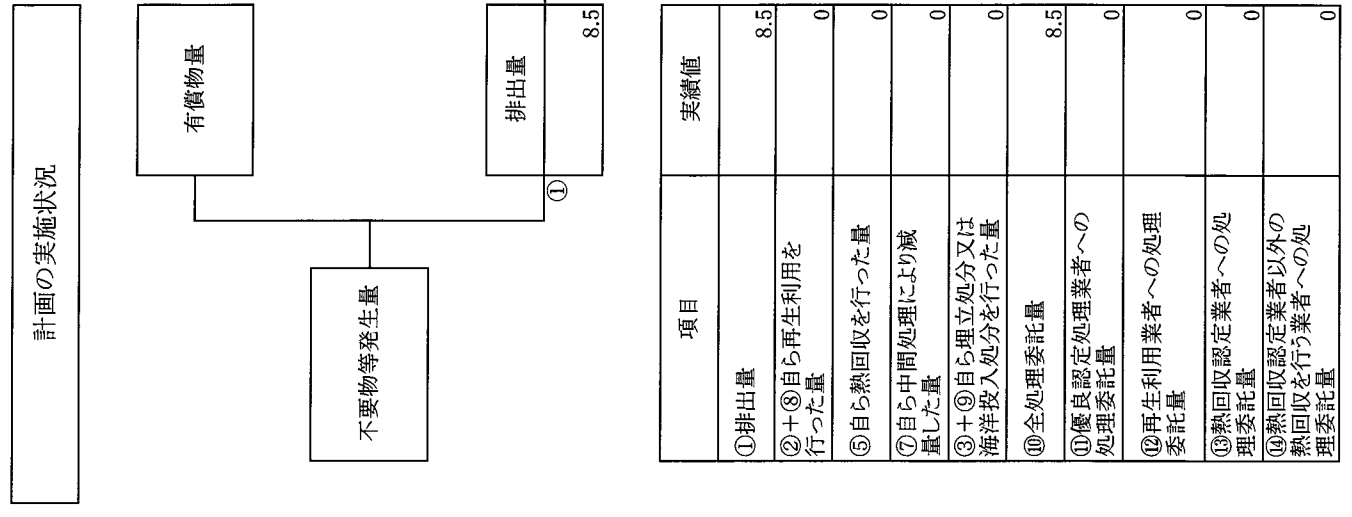 計画の実施状況
有償物量
不要物等発生量
排出量
①
8.5
項目
実績値
①排出量
8.5
②+⑧自ら再生利用を
行った量
0
⑤自ら熱回収を行った量
0
⑦自ら中間処理により減
量した量
0
③+⑨自ら埋立処分又は
海洋投入処分を行った量
0
⑩全処理委託量
8.5
⑪優良認定処理業者への
処理委託量
0
⑫再生利用業者への処理
委託量
0
⑬熱回収認定業者への処
理委託量
0
⑭熱回収認定業者以外の
熱回収を行う業者への処
理委託量
0